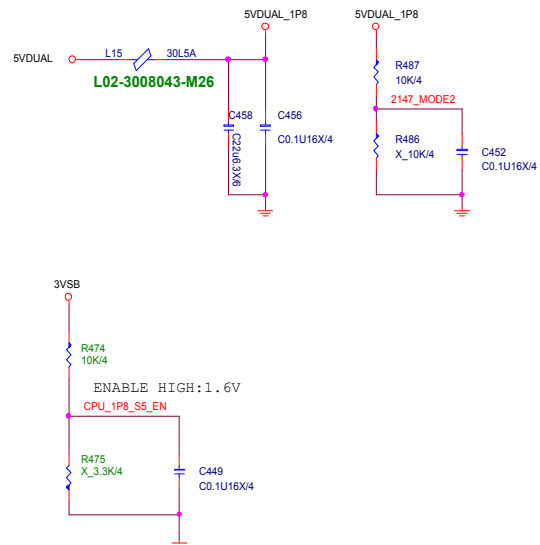 5VDUAL_1P8
5VDUAL_1P8
5VDUAL
L15
30L5A
L02-3008043-M26
R487
10K/4
2147_MODE2
C458
C22u6.3X/6
C456
C0.1U16X/4
R486
X_10K/4
C452
C0.1U16X/4
3VSB
R474
10K/4
ENABLE HIGH:1.6V
CPU_1P8_S5_EN
R475
X_3.3K/4
C449
C0.1U16X/4